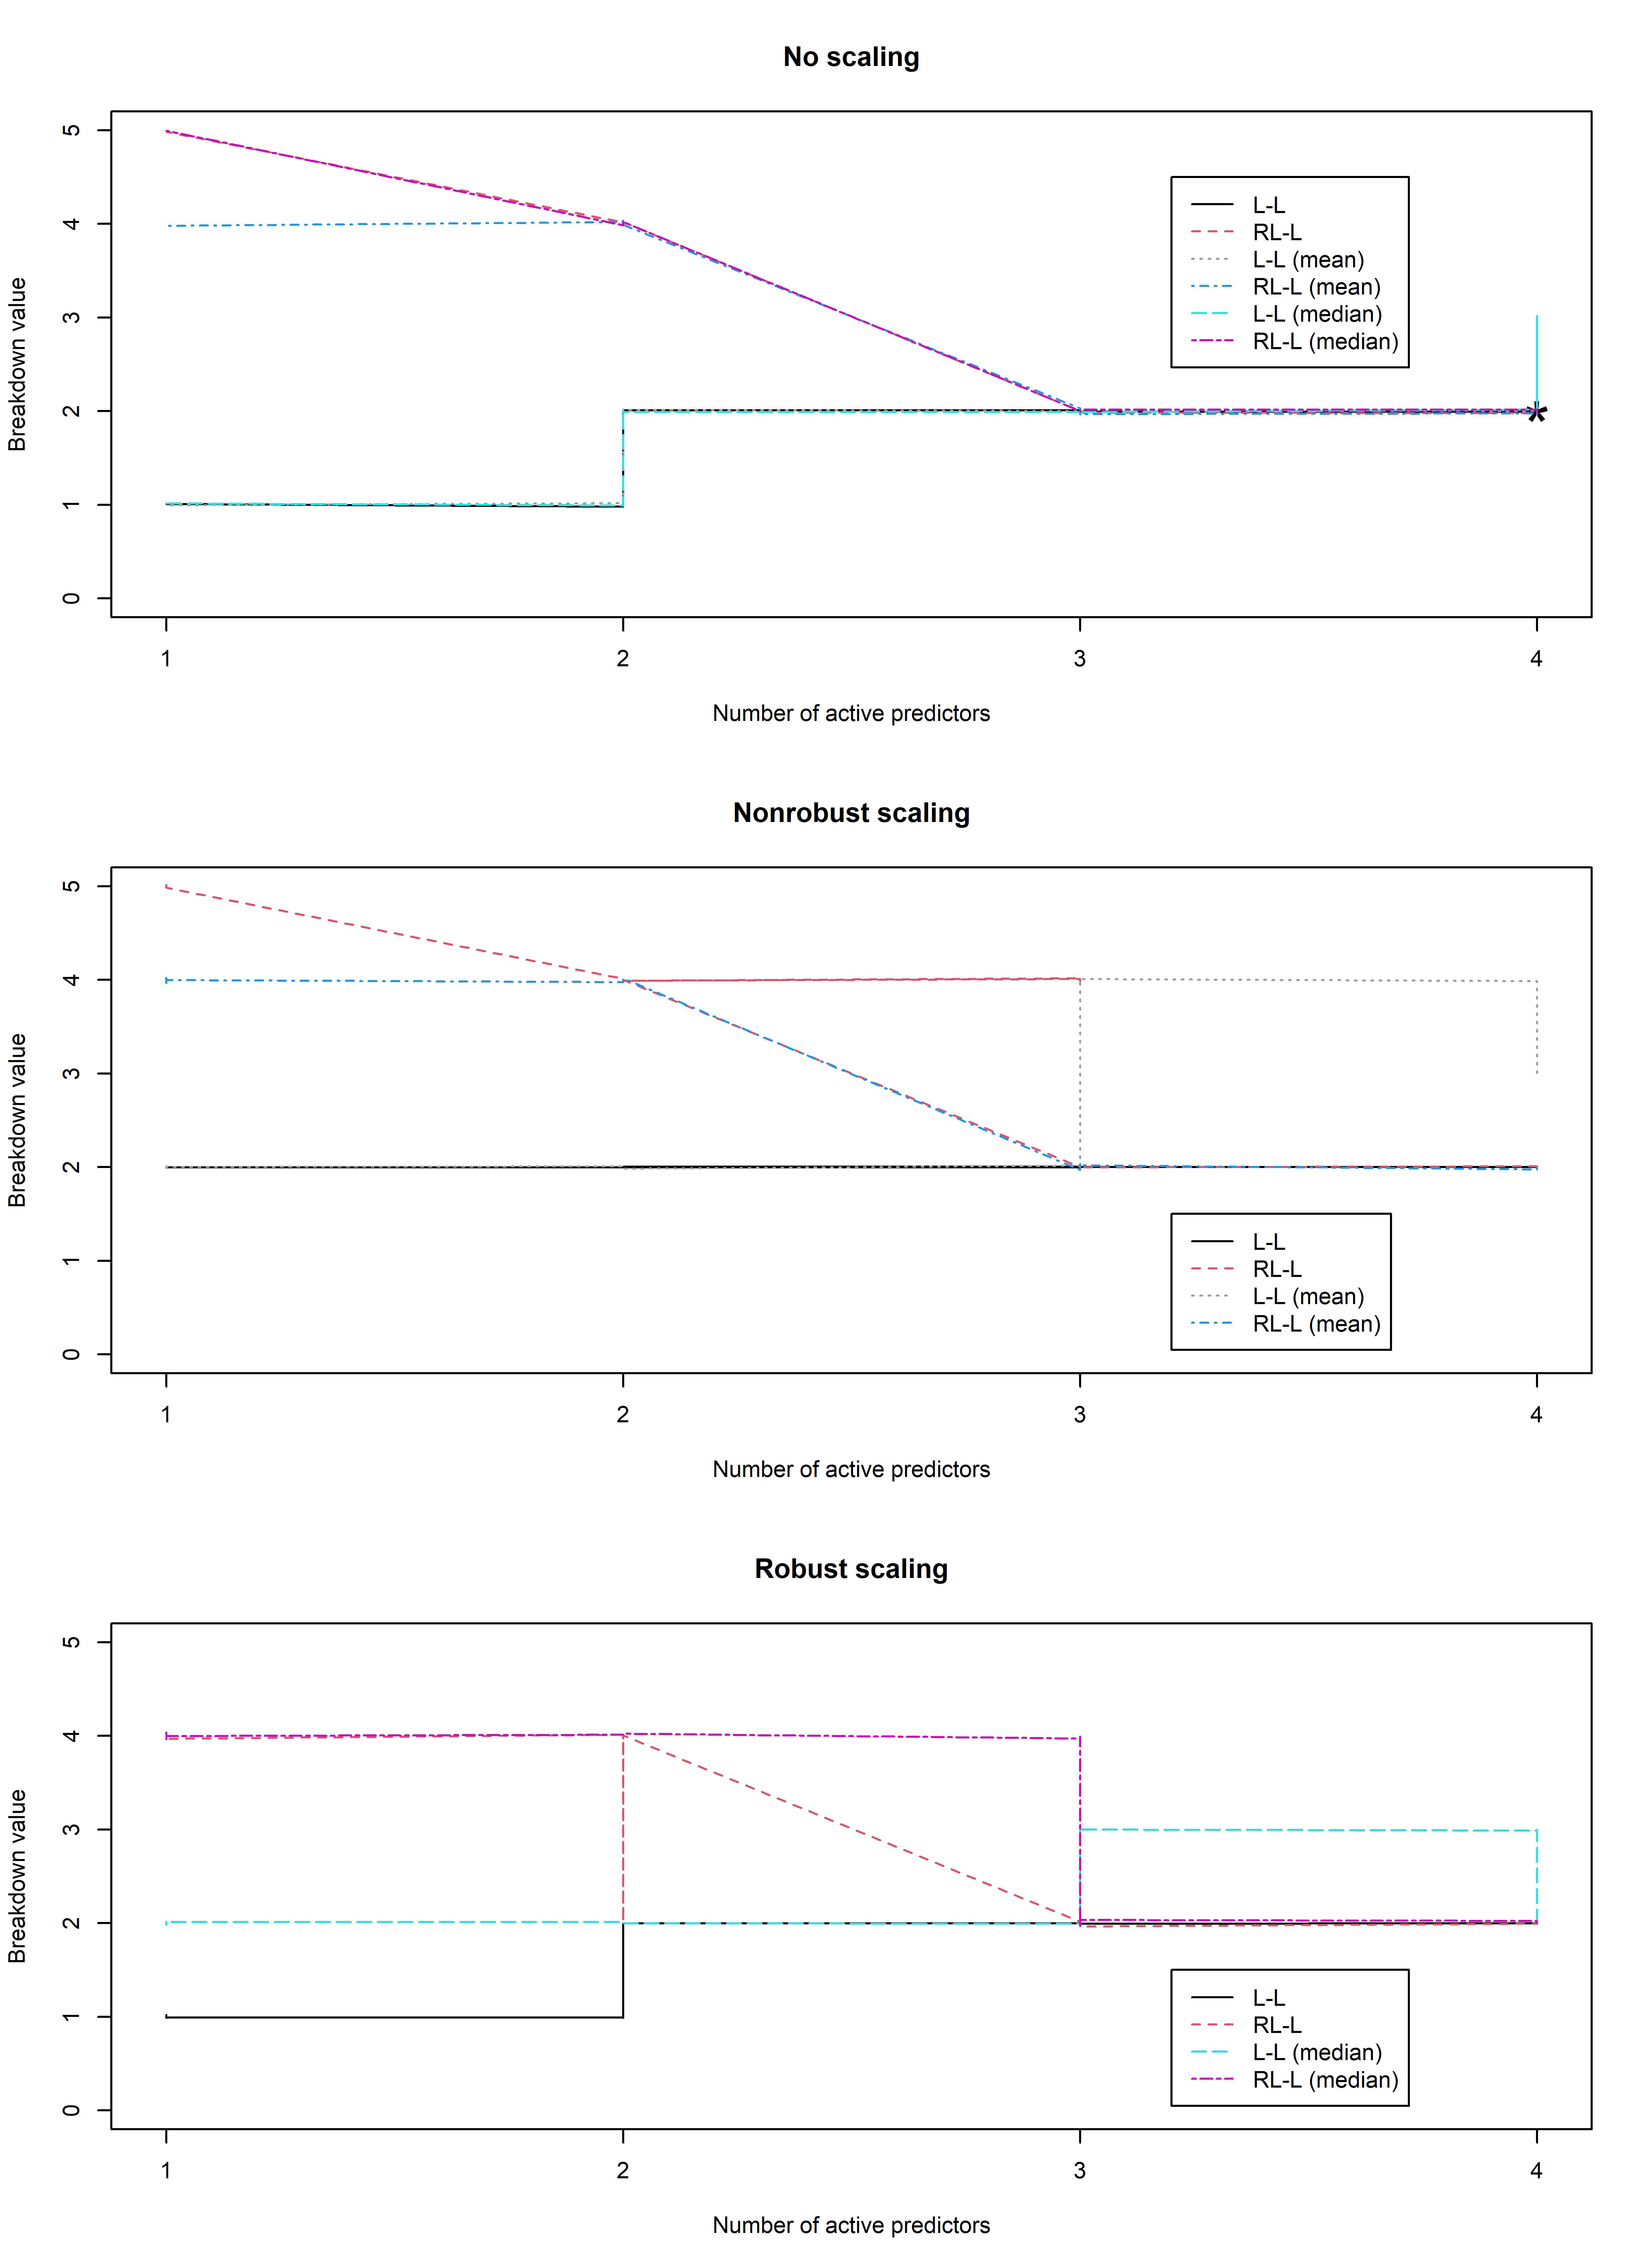 No scaling
Breakdown value
5
4
3
2
1
0
L-L
RL-L
L-L (mean)
RL-L (mean)
L-L (median)
RL-L (median)
*
1 2 3 4
Number of active predictors
Nonrobust scaling
Breakdown value
5
4
3
2
1
0
L-L
RL-L
L-L (mean)
RL-L (mean)
1 2 3 4
Number of active predictors
Robust scaling
Breakdown value
5
4
3
2
1
0
L-L
RL-L
L-L (median)
RL-L (median)
1 2 3 4
Number of active predictors